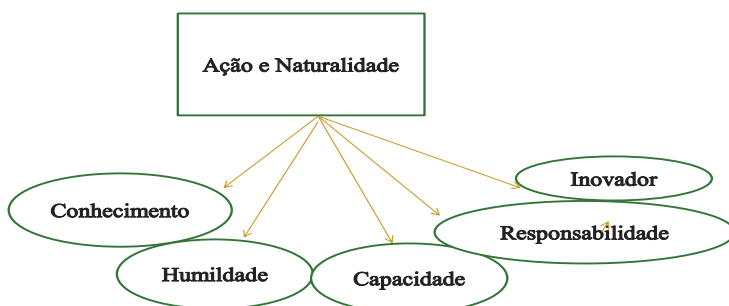 Ação e Naturalidade
Inovador
Conhecimento
Responsabilidade
Humildade
Capacidade